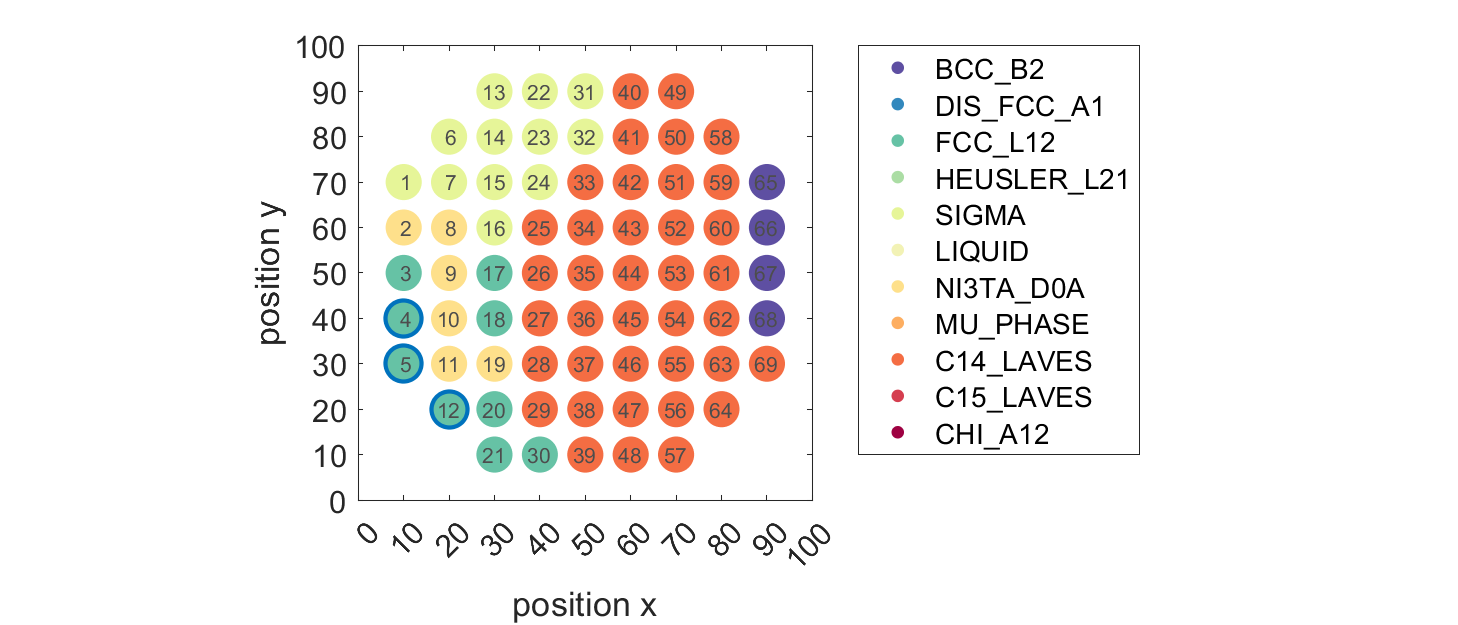 100
90
80
70
60
50
40
30
20
10
0
position y
13 22 31 40 49
6 14 23 32 41 50 58
1 7 15 24 33 42 51 59 65
2 8 16 25 34 43 52 60 66
3 9 17 26 35 44 53 61 67
4 10 18 27 36 45 54 62 68
5 11 19 28 37 46 55 63 69
12 20 29 38 47 56 64
21 30 39 48 57
0 10 20 30 40 50 60 70 80 90 100
position x
BCC_B2
DIS_FCC_A1
FCC_L12
HEUSLER_L21
SIGMA
LIQUID
NI3TA_D0A
MU_PHASE
C14_LAVES
C15_LAVES
CHI_A12